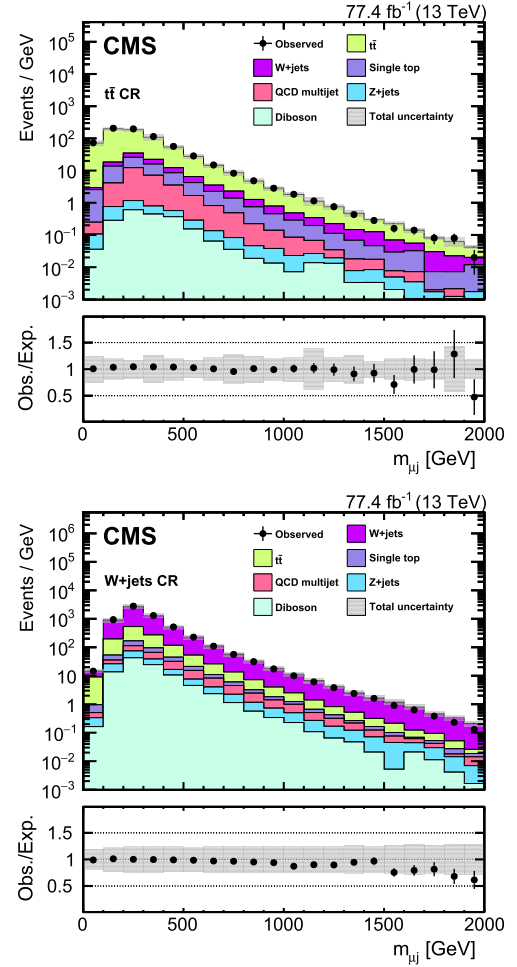 77.4 fb⁻¹ (13 TeV)
CMS
tt̄ CR
Observed
tt̄
W+jets
Single top
QCD multijet
Z+jets
Diboson
Total uncertainty
Events / GeV
10⁵
10⁴
10³
10²
10
1
10⁻¹
10⁻²
10⁻³
Obs./Exp.
1.5
1
0.5
0 500 1000 1500 2000
m_μj [GeV]
77.4 fb⁻¹ (13 TeV)
CMS
W+jets CR
Observed
W+jets
tt̄
Single top
QCD multijet
Z+jets
Diboson
Total uncertainty
Events / GeV
10⁶
10⁵
10⁴
10³
10²
10
1
10⁻¹
10⁻²
10⁻³
Obs./Exp.
1.5
1
0.5
0 500 1000 1500 2000
m_μj [GeV]